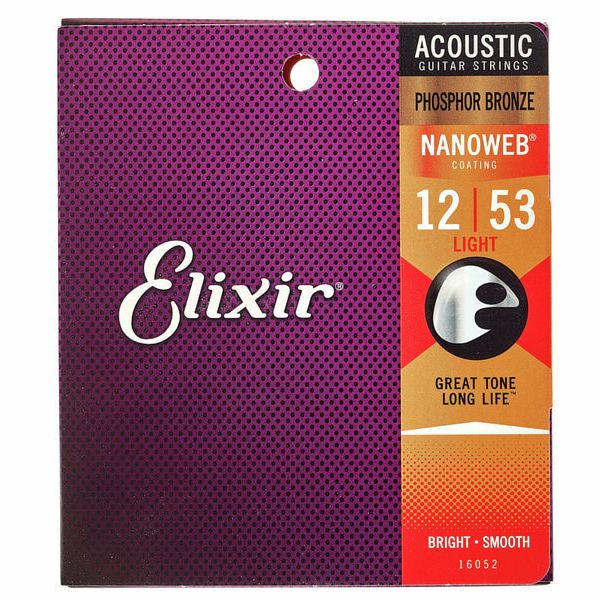 ACOUSTIC
GUITAR STRINGS
PHOSPHOR BRONZE
NANOWEB®
COATING
12 | 53
LIGHT
Elixir®
GREAT TONE
LONG LIFE™
BRIGHT • SMOOTH
16052